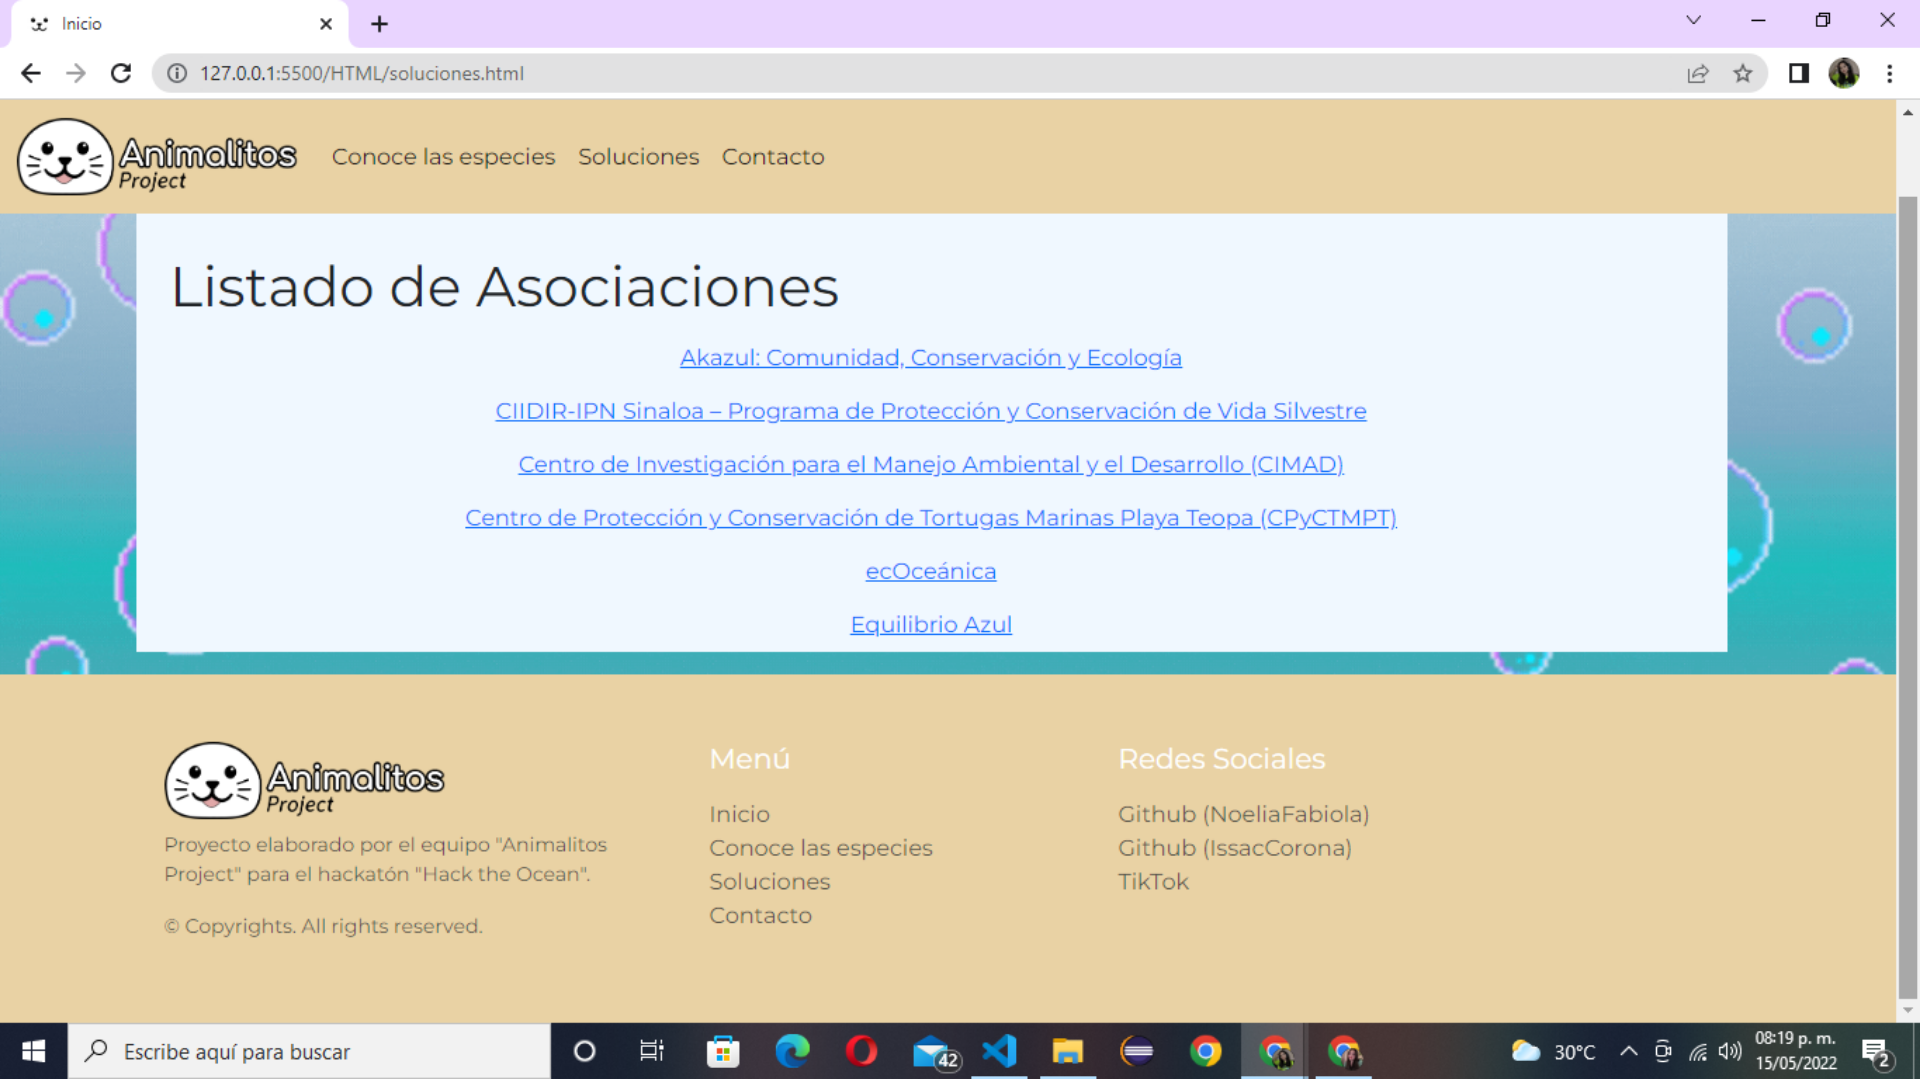 Inicio
127.0.0.1:5500/HTML/soluciones.html
Animalitos
Project
Conoce las especies
Soluciones
Contacto
Listado de Asociaciones
Akazul: Comunidad, Conservación y Ecología
CIIDIR-IPN Sinaloa – Programa de Protección y Conservación de Vida Silvestre
Centro de Investigación para el Manejo Ambiental y el Desarrollo (CIMAD)
Centro de Protección y Conservación de Tortugas Marinas Playa Teopa (CPyCTMPT)
ecOceánica
Equilibrio Azul
Animalitos
Project
Proyecto elaborado por el equipo "Animalitos
Project" para el hackatón "Hack the Ocean".
© Copyrights. All rights reserved.
Menú
Inicio
Conoce las especies
Soluciones
Contacto
Redes Sociales
Github (NoeliaFabiola)
Github (IssacCorona)
TikTok
Escribe aquí para buscar
42
30°C
08:19 p. m.
15/05/2022
2